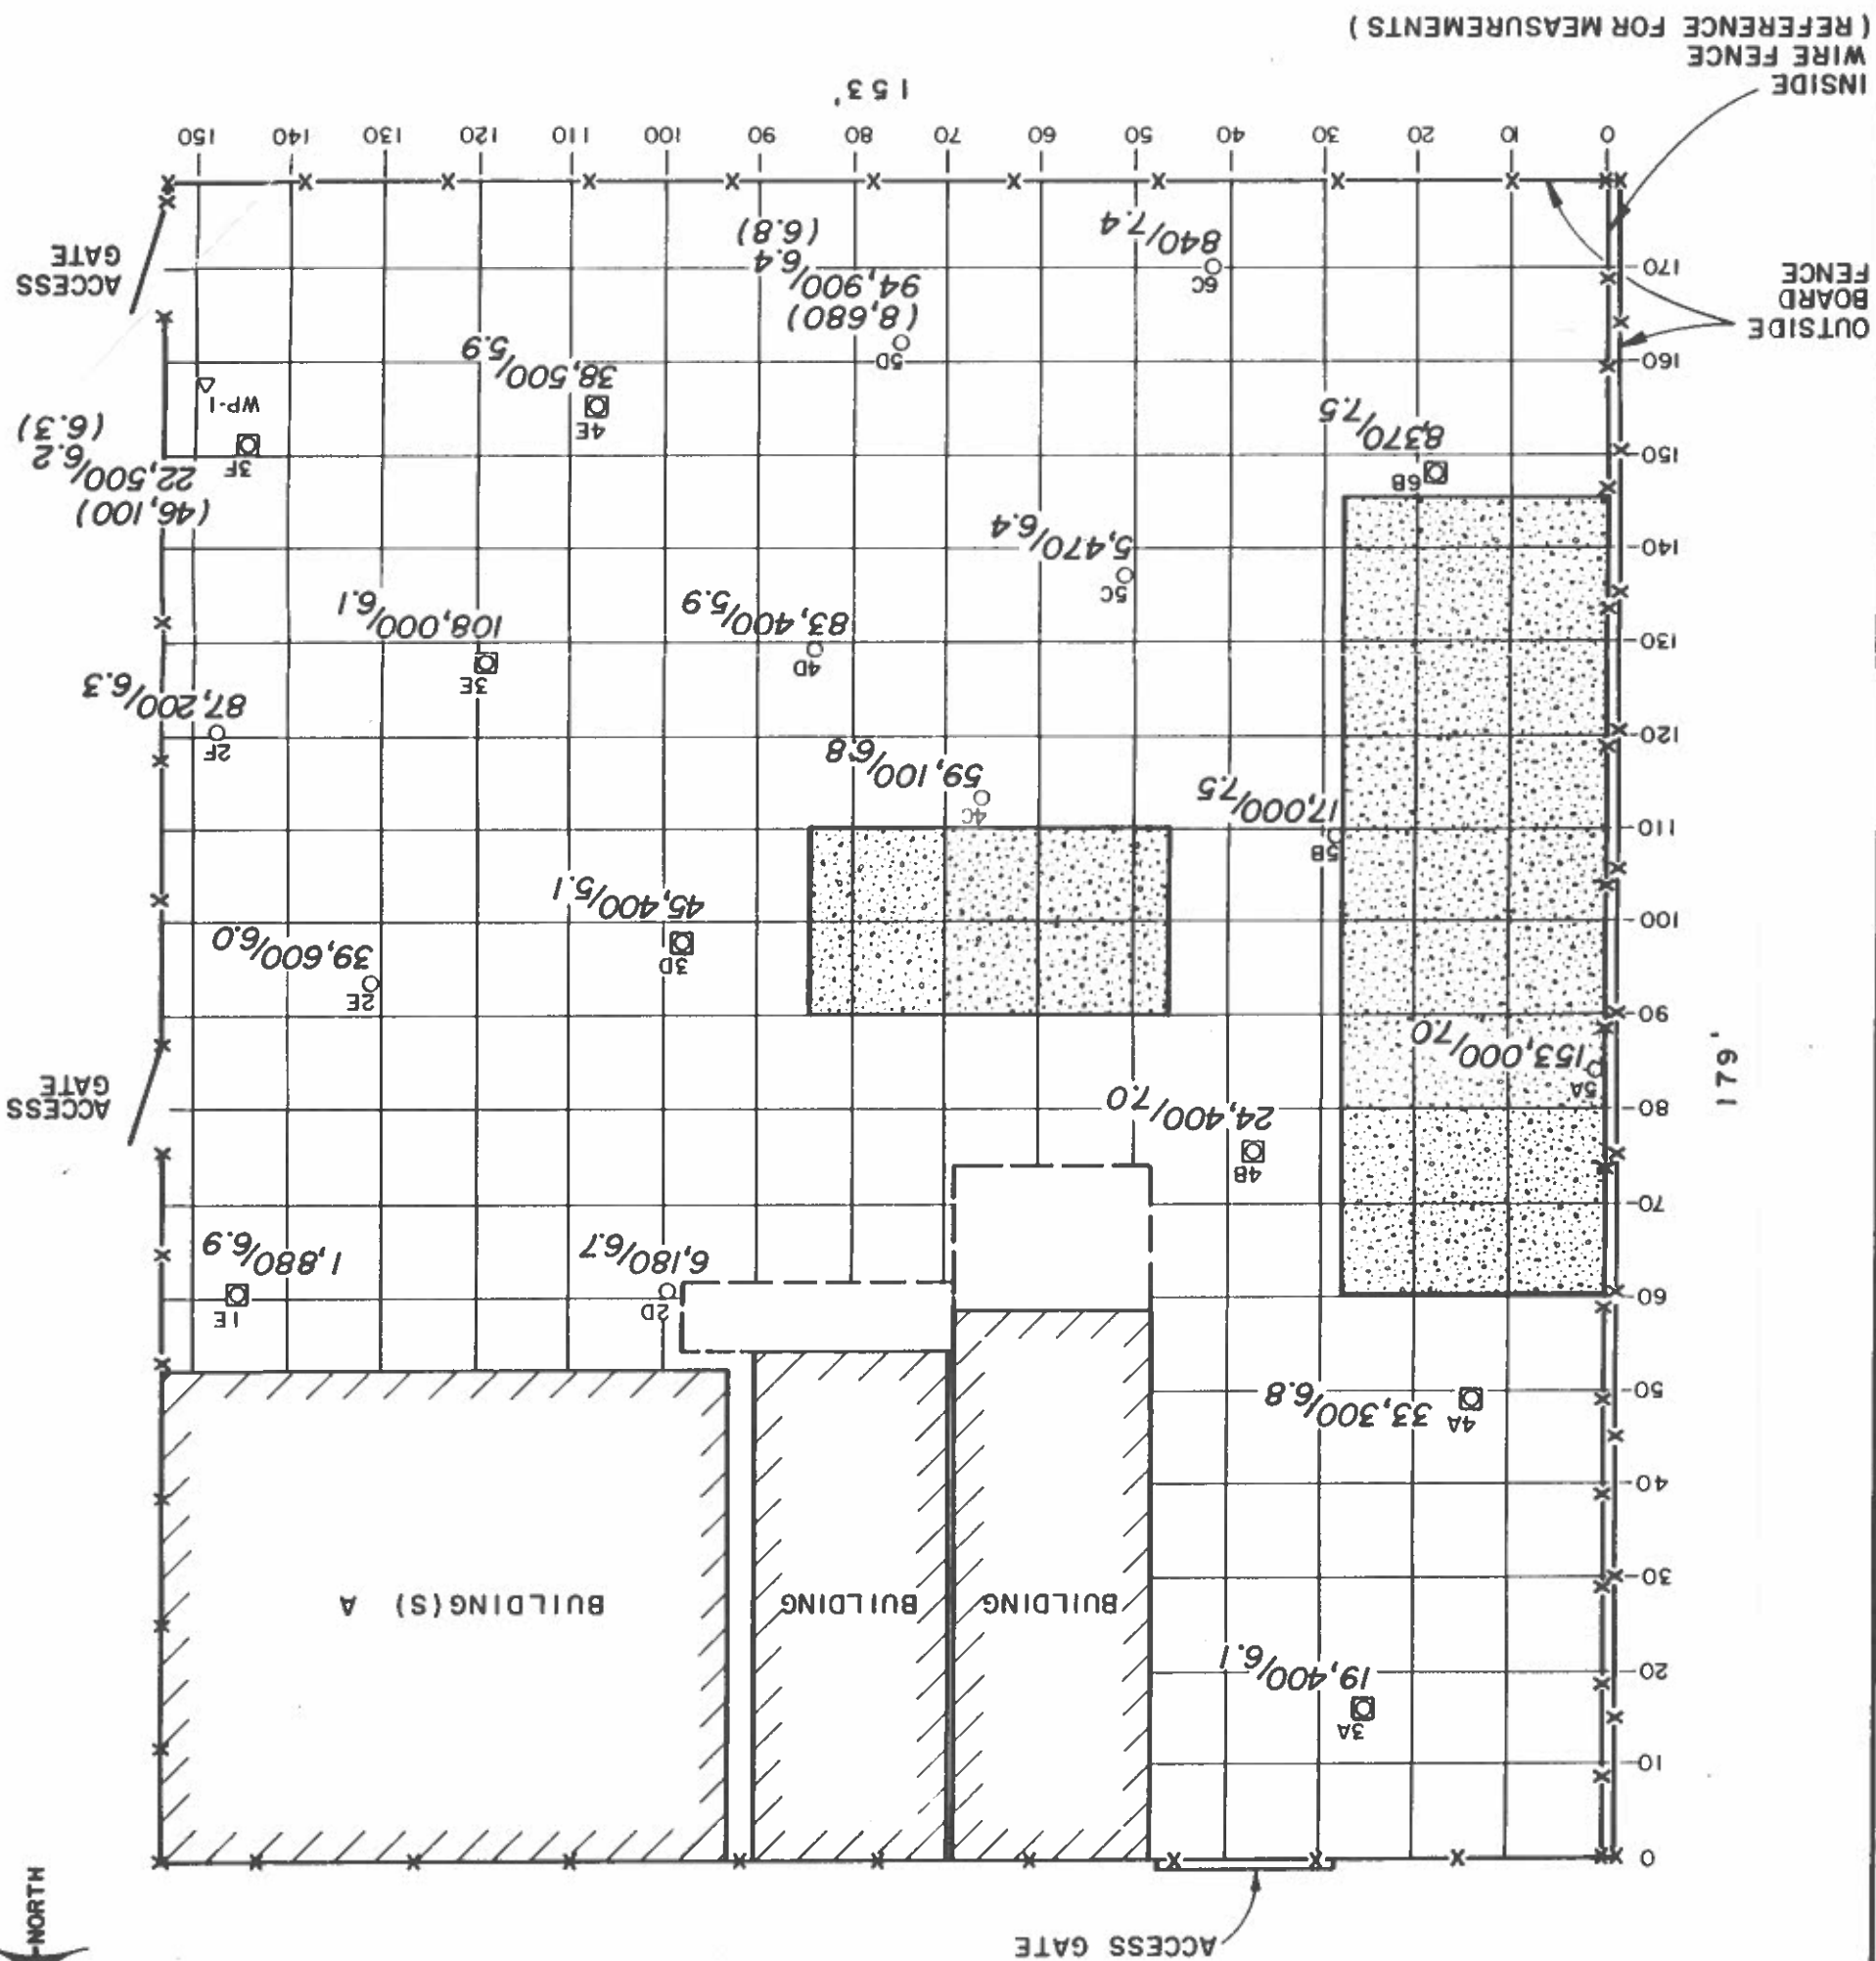 ACCESS GATE
NORTH
0
10
20
30
40
50
60
70
80
90
100
110
120
130
140
150
160
170
179'
3A
19,400/6.1
BUILDING
BUILDING
BUILDING(S) A
4A
33,300/6.8
2D
6,180/6.7
1E
1,880/6.9
4B
24,400/7.0
5A
153,000/7.0
ACCESS
GATE
3D
45,400/5.1
2E
39,600/6.0
5B
17,000/7.5
4C
59,100/6.8
2F
87,200/6.3
4D
83,400/5.9
3E
108,000/6.1
5C
5,470/6.4
6B
8,370/7.5
3F
(46,100)
22,500/6.2
(6.3)
WP-1
4E
38,500/5.9
5D
(8,680)
94,900/6.4
(6.8)
6C
840/7.4
OUTSIDE
BOARD
FENCE
ACCESS
GATE
0
10
20
30
40
50
60
70
80
90
100
110
120
130
140
150
153'
INSIDE
WIRE FENCE
(REFERENCE FOR MEASUREMENTS)